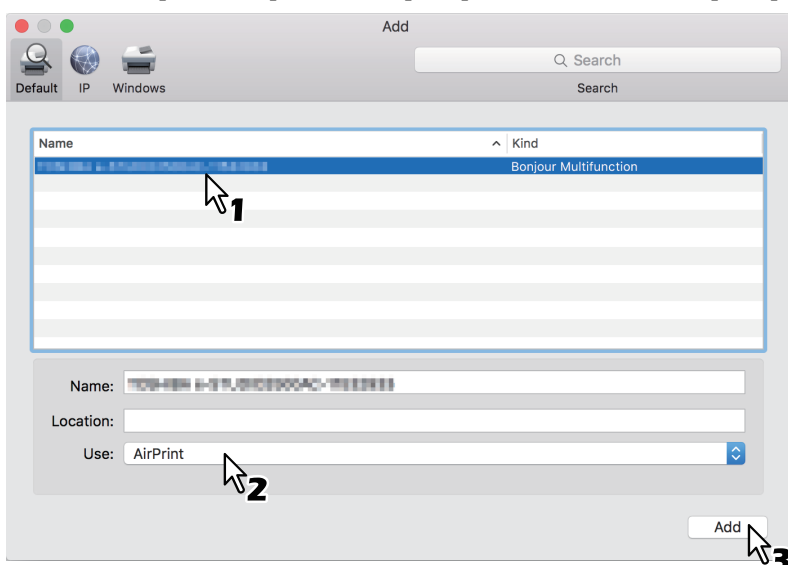 Add
Search
Default IP Windows
Search
Name Kind
Bonjour Multifunction
1
Name:
Location:
Use: AirPrint
2
Add
3